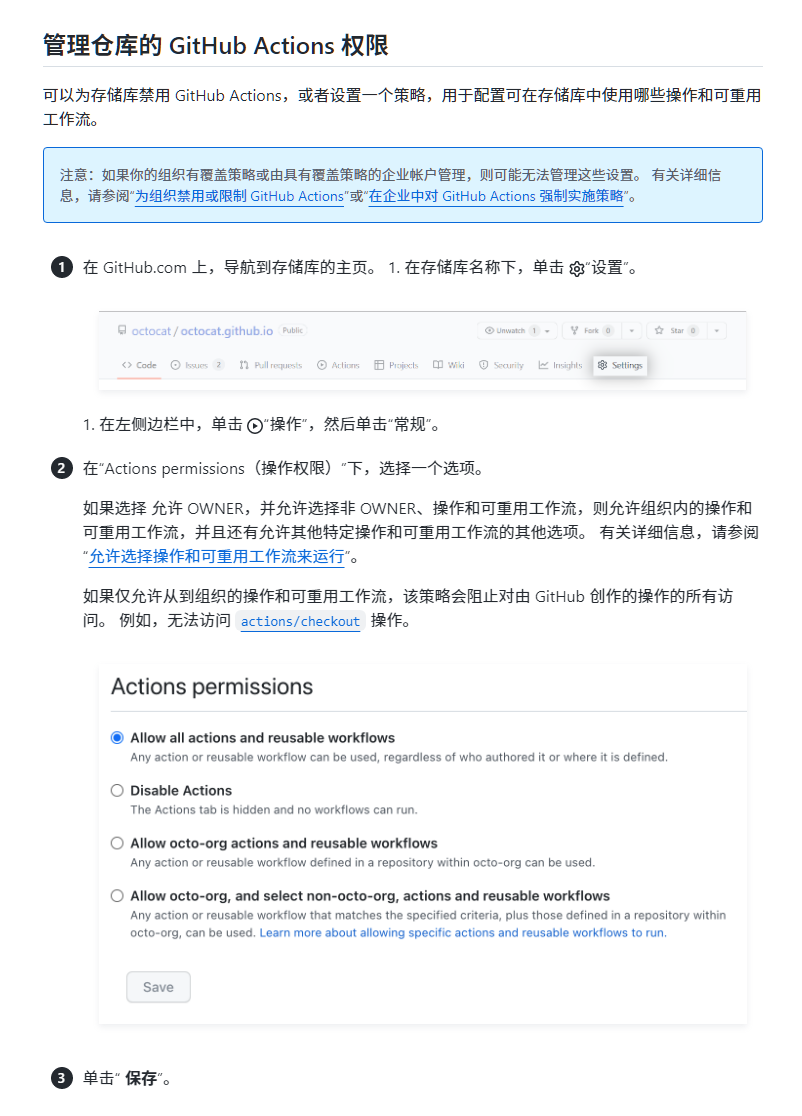 管理仓库的 GitHub Actions 权限
可以为存储库禁用 GitHub Actions，或者设置一个策略，用于配置可在存储库中使用哪些操作和可重用
工作流。
注意：如果你的组织有覆盖策略或由具有覆盖策略的企业帐户管理，则可能无法管理这些设置。 有关详细信
息，请参阅“为组织禁用或限制 GitHub Actions”或“在企业中对 GitHub Actions 强制实施策略”。
1 在 GitHub.com 上，导航到存储库的主页。 1. 在存储库名称下，单击 “设置”。
octocat / octocat.github.io Public Unwatch 1 Fork 0 Star 0
Code Issues 2 Pull requests Actions Projects Wiki Security Insights Settings
1. 在左侧边栏中，单击 “操作”，然后单击“常规”。
2 在“Actions permissions（操作权限）”下，选择一个选项。
如果选择 允许 OWNER，并允许选择非 OWNER、操作和可重用工作流，则允许组织内的操作和
可重用工作流，并且还有允许其他特定操作和可重用工作流的其他选项。 有关详细信息，请参阅
“允许选择操作和可重用工作流来运行”。
如果仅允许从到组织的操作和可重用工作流，该策略会阻止对由 GitHub 创作的操作的所有访
问。 例如，无法访问 actions/checkout 操作。
Actions permissions
Allow all actions and reusable workflows
Any action or reusable workflow can be used, regardless of who authored it or where it is defined.
Disable Actions
The Actions tab is hidden and no workflows can run.
Allow octo-org actions and reusable workflows
Any action or reusable workflow defined in a repository within octo-org can be used.
Allow octo-org, and select non-octo-org, actions and reusable workflows
Any action or reusable workflow that matches the specified criteria, plus those defined in a repository within
octo-org, can be used. Learn more about allowing specific actions and reusable workflows to run.
Save
3 单击“ 保存”。